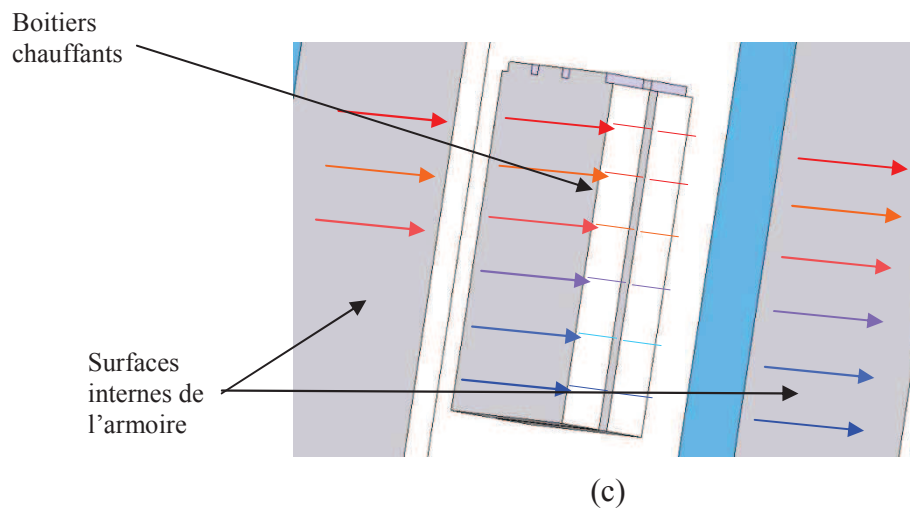 Boitiers
chauffants
Surfaces
internes de
l’armoire
(c)